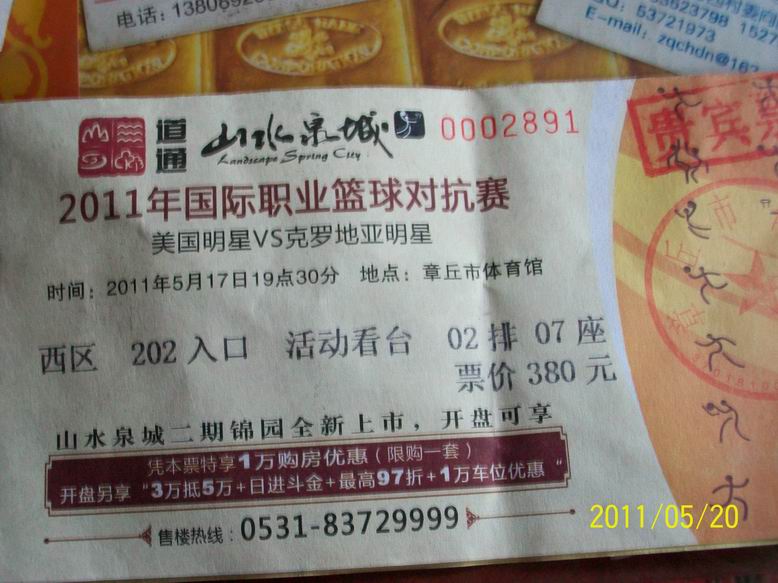 电话:
53721973
E-mail: zqchdn@16
道通
山水泉城
Landscape Spring City
0002891
贵宾票
2011年国际职业篮球对抗赛
美国明星VS克罗地亚明星
时间：2011年5月17日19点30分 地点：章丘市体育馆
西区 202入口 活动看台 02排 07座
票价 380 元
山水泉城二期锦园全新上市，开盘可享
凭本票特享1万购房优惠（限购一套）
开盘另享“3万抵5万+日进斗金+最高97折+1万车位优惠“
售楼热线：0531-83729999
2011/05/20